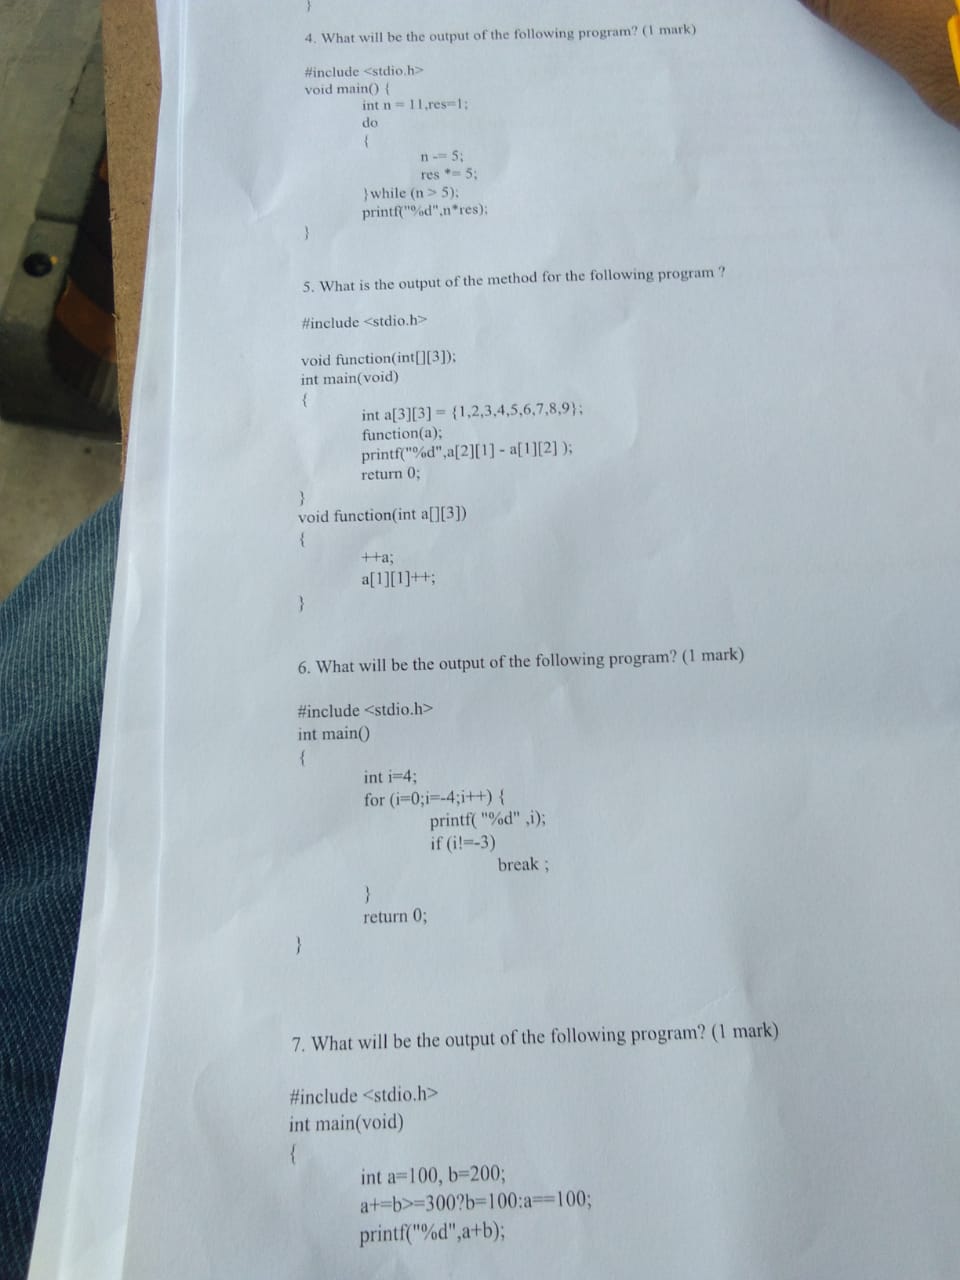 }
4. What will be the output of the following program? (1 mark)
#include <stdio.h>
void main() {
int n = 11,res=1;
do
{
n -= 5;
res *= 5;
}while (n > 5);
printf("%d",n*res);
}
5. What is the output of the method for the following program ?
#include <stdio.h>
void function(int[][3]);
int main(void)
{
int a[3][3] = {1,2,3,4,5,6,7,8,9};
function(a);
printf("%d",a[2][1] - a[1][2] );
return 0;
}
void function(int a[][3])
{
++a;
a[1][1]++;
}
6. What will be the output of the following program? (1 mark)
#include <stdio.h>
int main()
{
int i=4;
for (i=0;i=-4;i++) {
printf( "%d" ,i);
if (i!=-3)
break ;
}
return 0;
}
7. What will be the output of the following program? (1 mark)
#include <stdio.h>
int main(void)
{
int a=100, b=200;
a+=b>=300?b=100:a==100;
printf("%d",a+b);